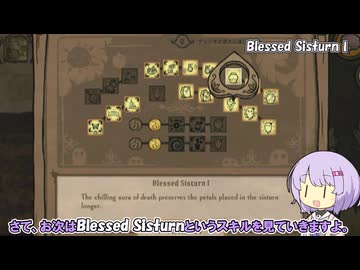 Blessed Sisturn I
0
Blessed Sisturn I
The chilling aura of death preserves the petals placed in the sisturn
longer.
さて、お次はBlessed Sisturnというスキルを見ていきますよ。